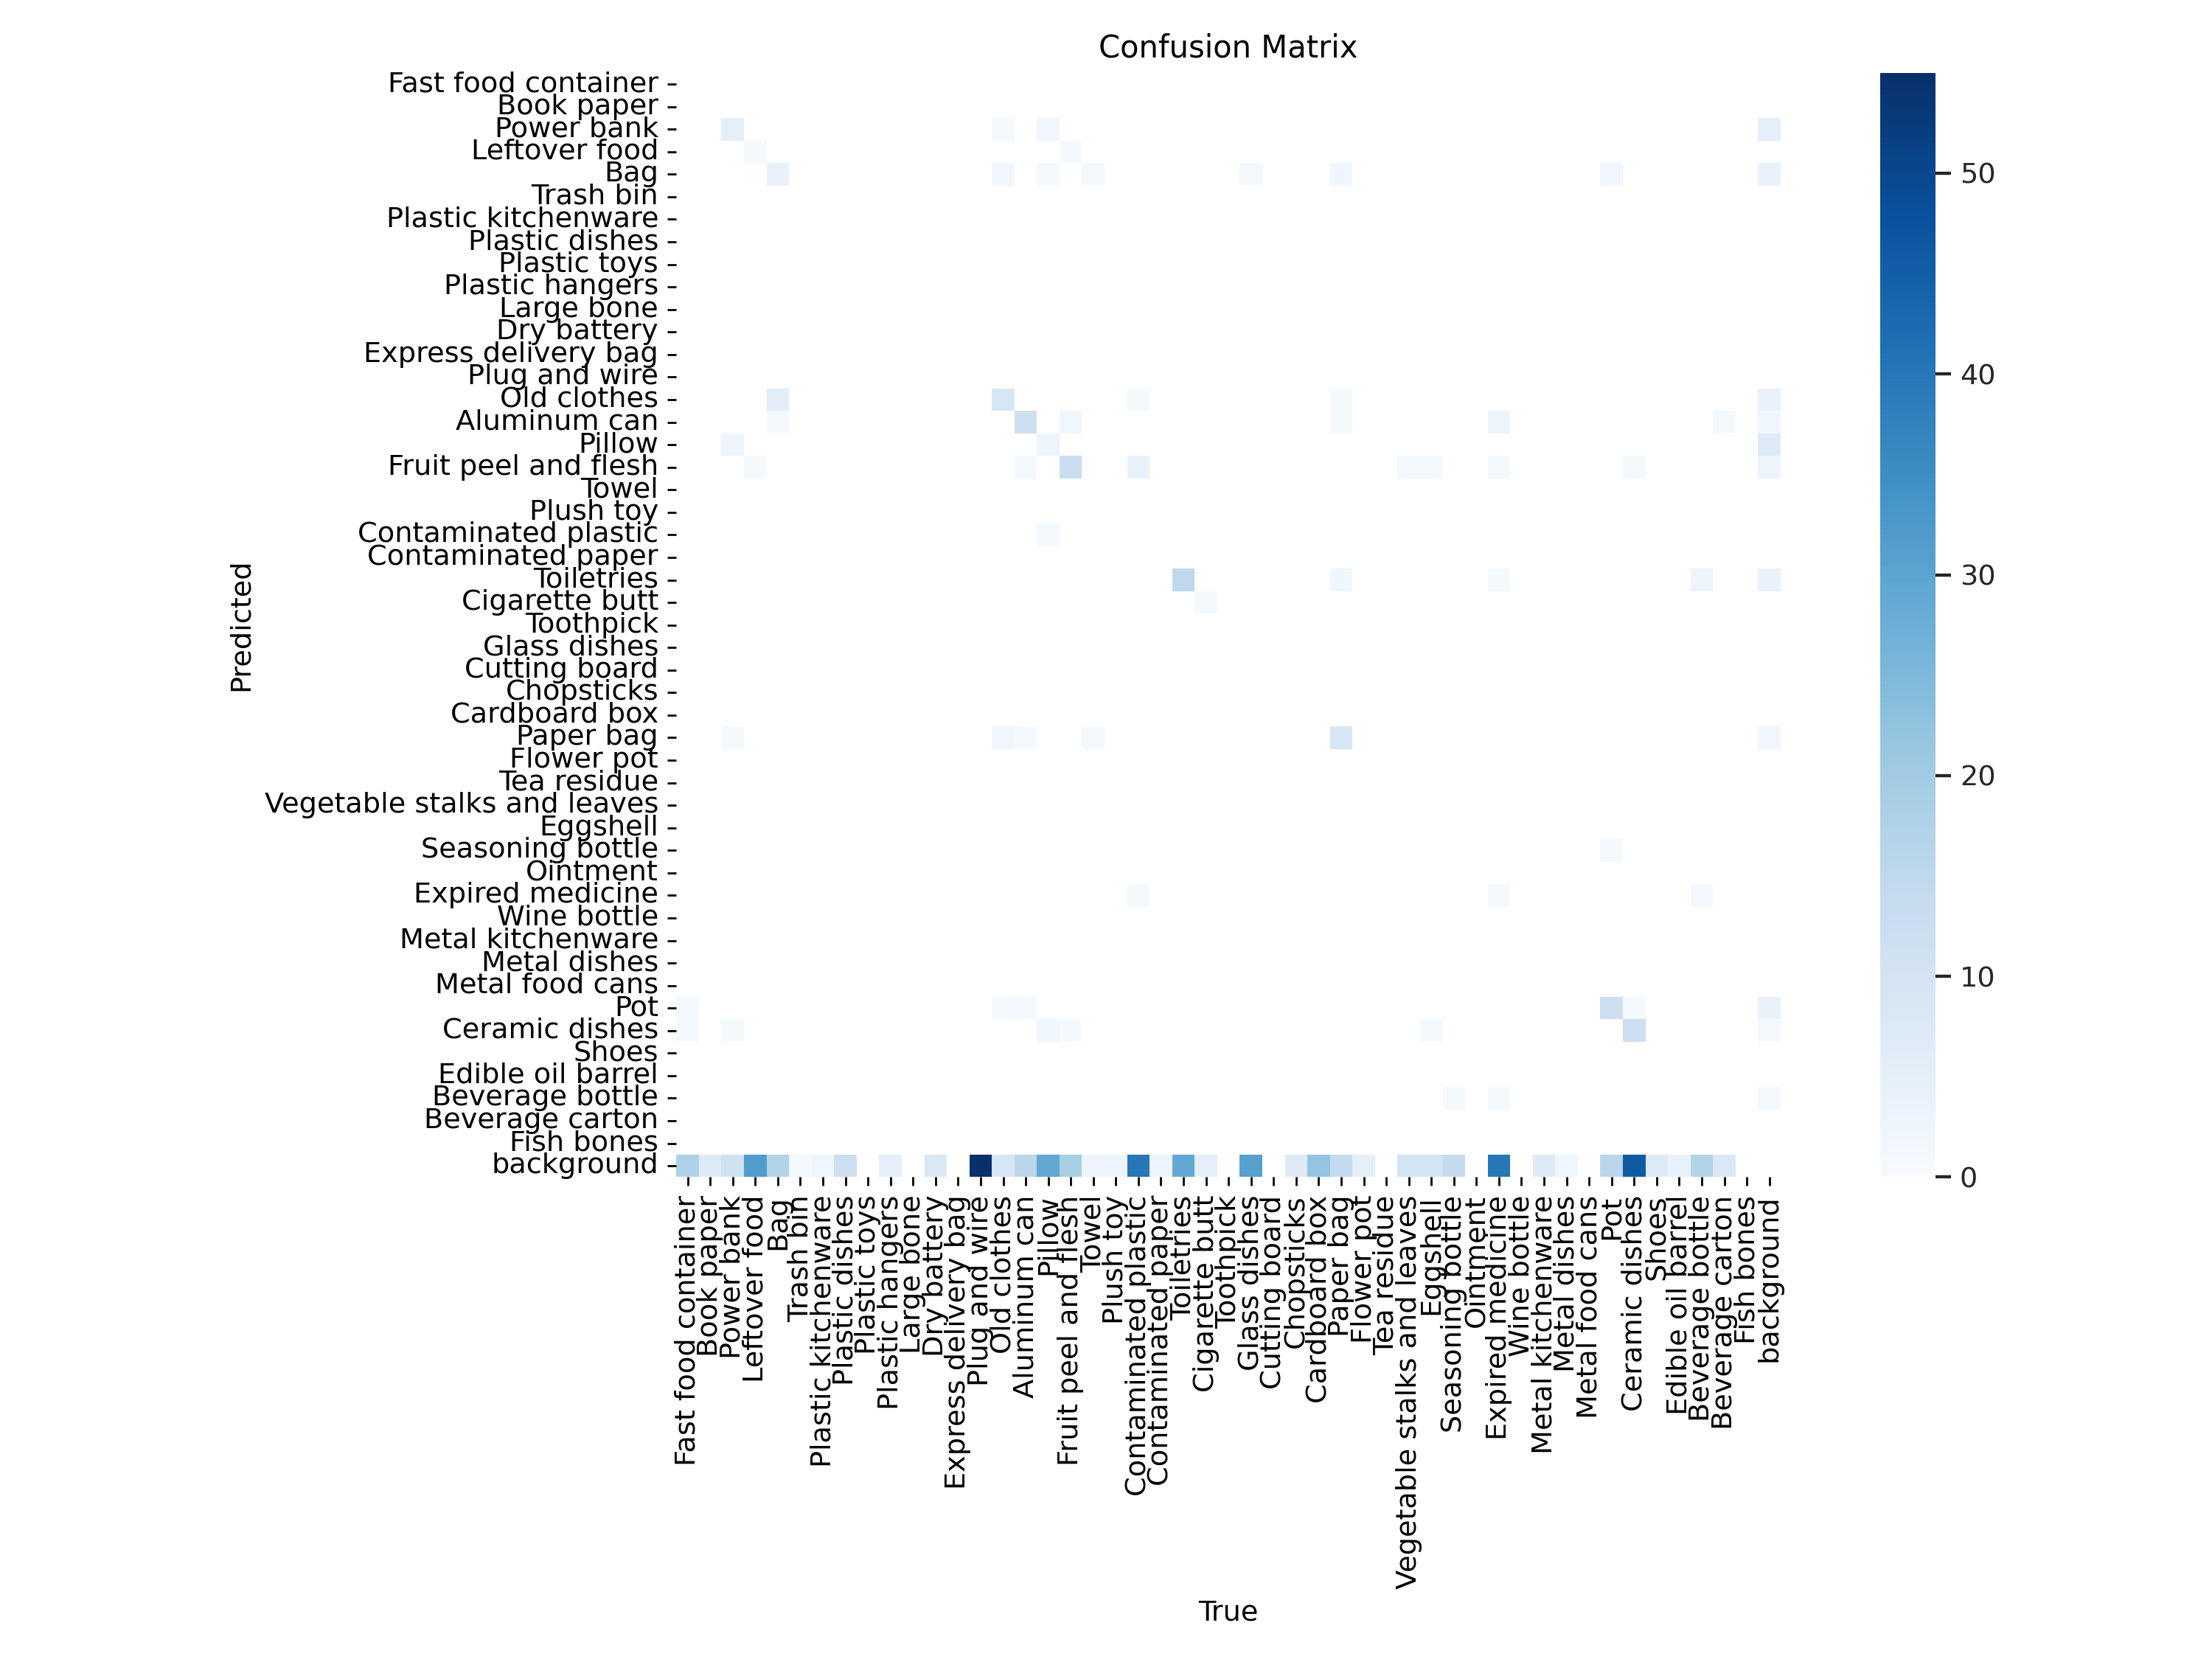 Confusion Matrix
Fast food container
Book paper
Power bank
Leftover food
Bag
Trash bin
Plastic kitchenware
Plastic dishes
Plastic toys
Plastic hangers
Large bone
Dry battery
Express delivery bag
Plug and wire
Old clothes
Aluminum can
Pillow
Fruit peel and flesh
Towel
Plush toy
Contaminated plastic
Contaminated paper
Toiletries
Cigarette butt
Toothpick
Glass dishes
Cutting board
Chopsticks
Cardboard box
Paper bag
Flower pot
Tea residue
Vegetable stalks and leaves
Eggshell
Seasoning bottle
Ointment
Expired medicine
Wine bottle
Metal kitchenware
Metal dishes
Metal food cans
Pot
Ceramic dishes
Shoes
Edible oil barrel
Beverage bottle
Beverage carton
Fish bones
background
Predicted
Fast food container
Book paper
Power bank
Leftover food
Bag
Trash bin
Plastic kitchenware
Plastic dishes
Plastic toys
Plastic hangers
Large bone
Dry battery
Express delivery bag
Plug and wire
Old clothes
Aluminum can
Pillow
Fruit peel and flesh
Towel
Plush toy
Contaminated plastic
Contaminated paper
Toiletries
Cigarette butt
Toothpick
Glass dishes
Cutting board
Chopsticks
Cardboard box
Paper bag
Flower pot
Tea residue
Vegetable stalks and leaves
Eggshell
Seasoning bottle
Ointment
Expired medicine
Wine bottle
Metal kitchenware
Metal dishes
Metal food cans
Pot
Ceramic dishes
Shoes
Edible oil barrel
Beverage bottle
Beverage carton
Fish bones
background
True
50
40
30
20
10
0